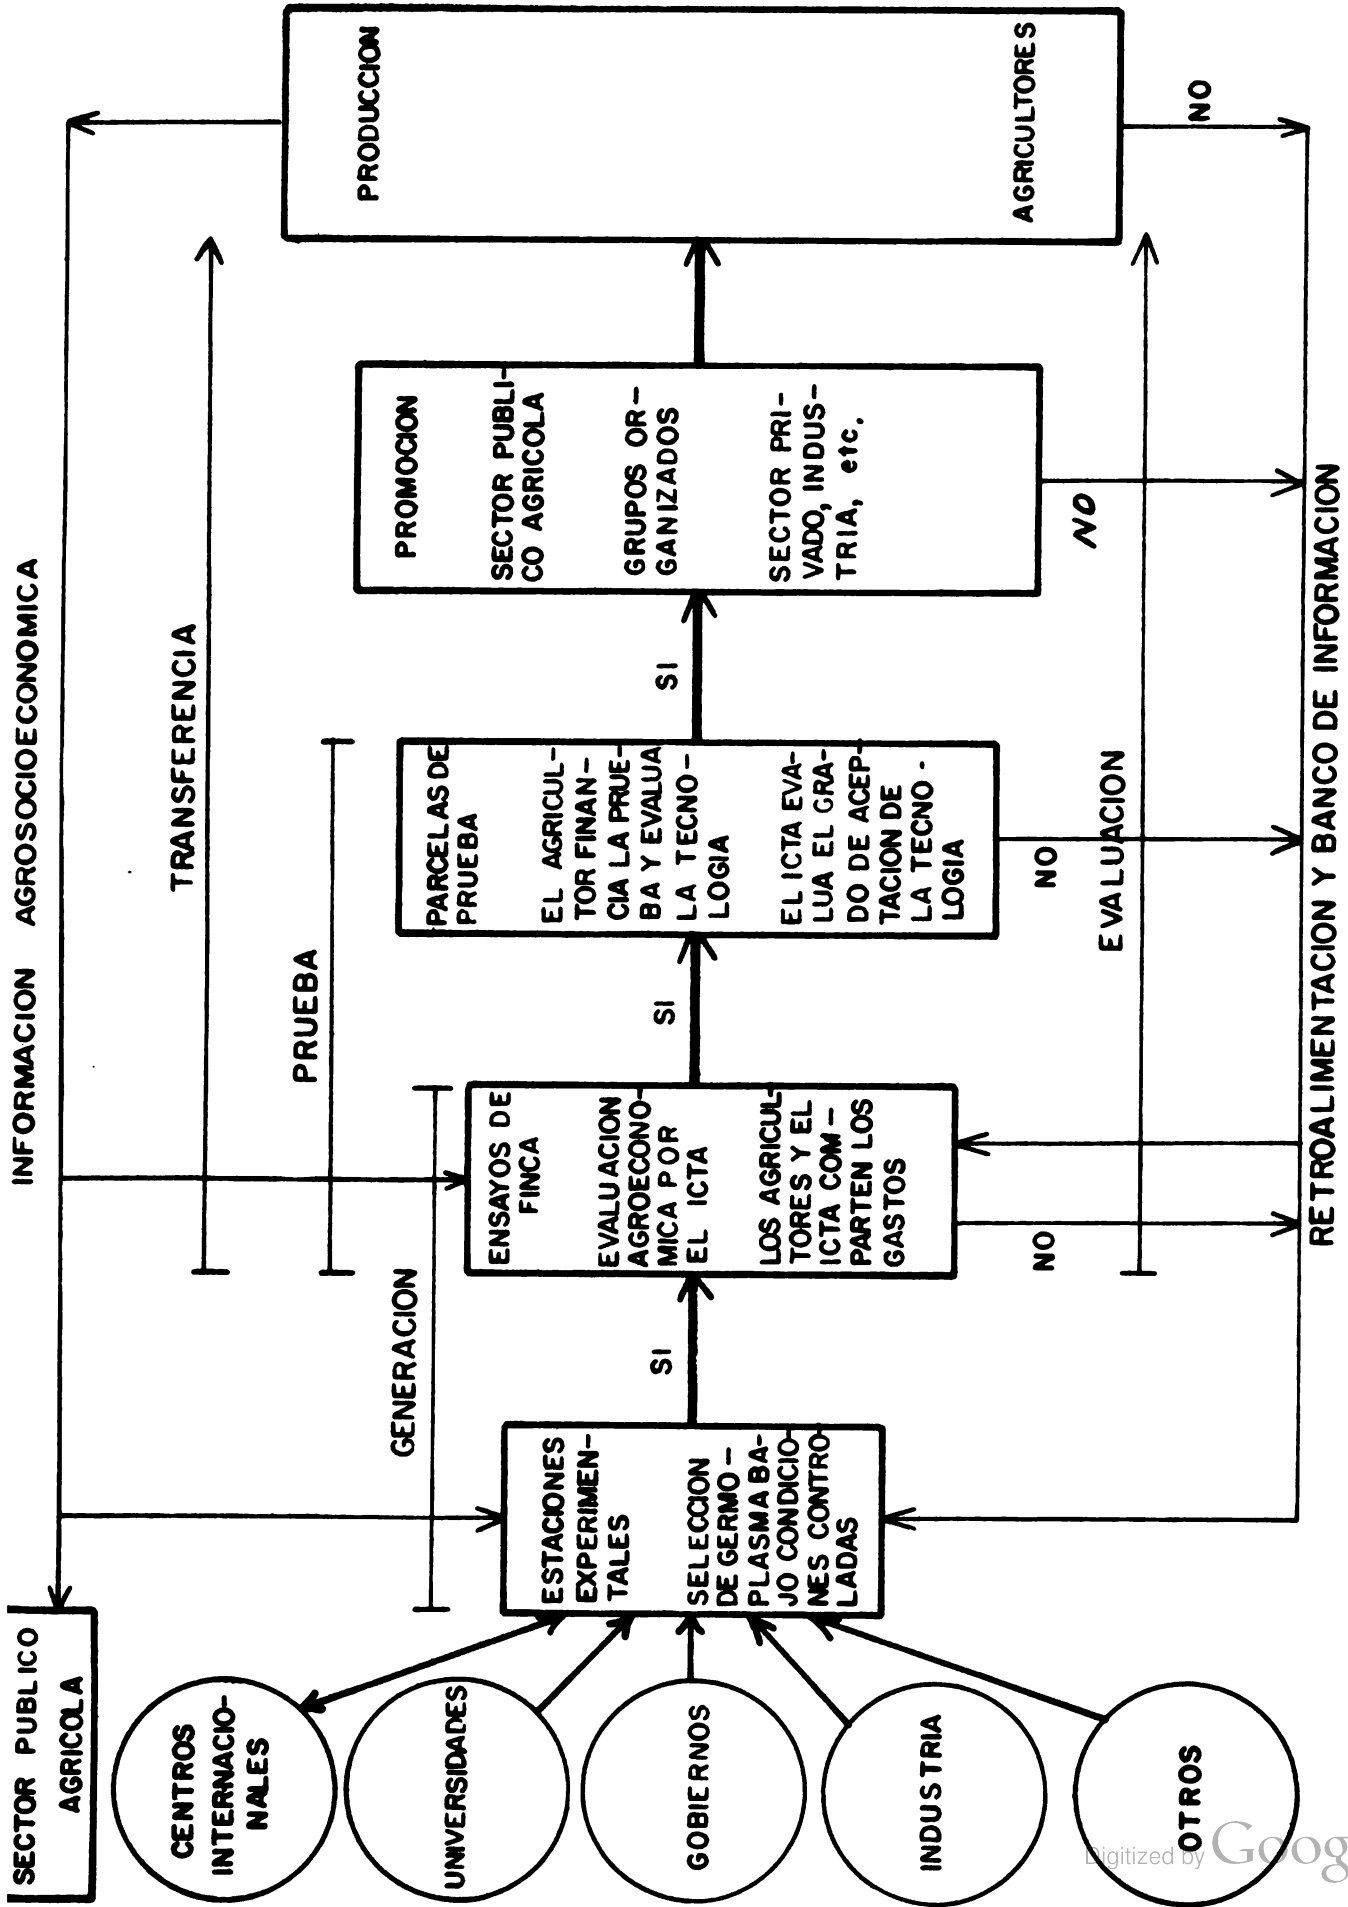 INFORMACION AGROSOCIOECONOMICA
SECTOR PUBLICO
AGRICOLA
TRANSFERENCIA
PRUEBA
GENERACION
CENTROS
INTERNACIO-
NALES
UNIVERSIDADES
GOBIERNOS
INDUSTRIA
OTROS
ESTACIONES
EXPERIMEN-
TALES
SELECCION
DE GERMO-
PLASMA BA-
JO CONDICIO
NES CONTRO
LADAS
SI
ENSAYOS DE
FINCA
EVALUACION
AGROECONO-
MICA POR
EL ICTA
LOS AGRICUL-
TORES Y EL
ICTA COM-
PARTEN LOS
GASTOS
NO
SI
PARCELAS DE
PRUEBA
EL AGRICUL-
TOR FINAN-
CIA LA PRUE-
BA Y EVALUA
LA TECNO-
LOGIA
EL ICTA EVA-
LUA EL GRA-
DO DE ACEP-
TACION DE
LA TECNO-
LOGIA
NO
SI
PROMOCION
SECTOR PUBLI-
CO AGRICOLA
GRUPOS OR-
GANIZADOS
SECTOR PRI-
VADO, INDUS-
TRIA, etc.
NO
PRODUCCION
AGRICULTORES
NO
EVALUACION
RETROALIMENTACION Y BANCO DE INFORMACION
Digitized by Goog